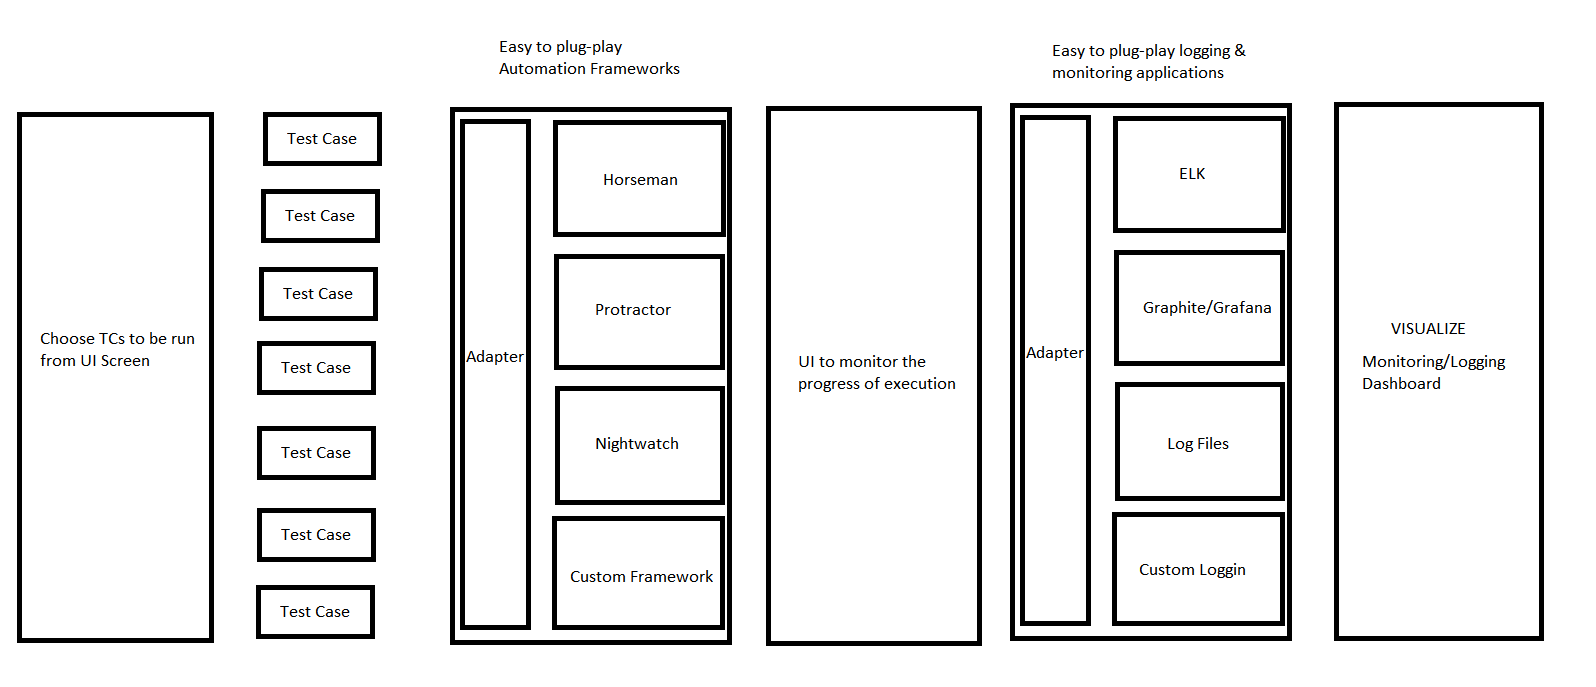 Easy to plug-play
Automation Frameworks
Easy to plug-play logging &
monitoring applications
Choose TCs to be run
from UI Screen
Test Case
Test Case
Test Case
Test Case
Test Case
Test Case
Test Case
Adapter
Horseman
Protractor
Nightwatch
Custom Framework
UI to monitor the
progress of execution
Adapter
ELK
Graphite/Grafana
Log Files
Custom Loggin
VISUALIZE
Monitoring/Logging
Dashboard